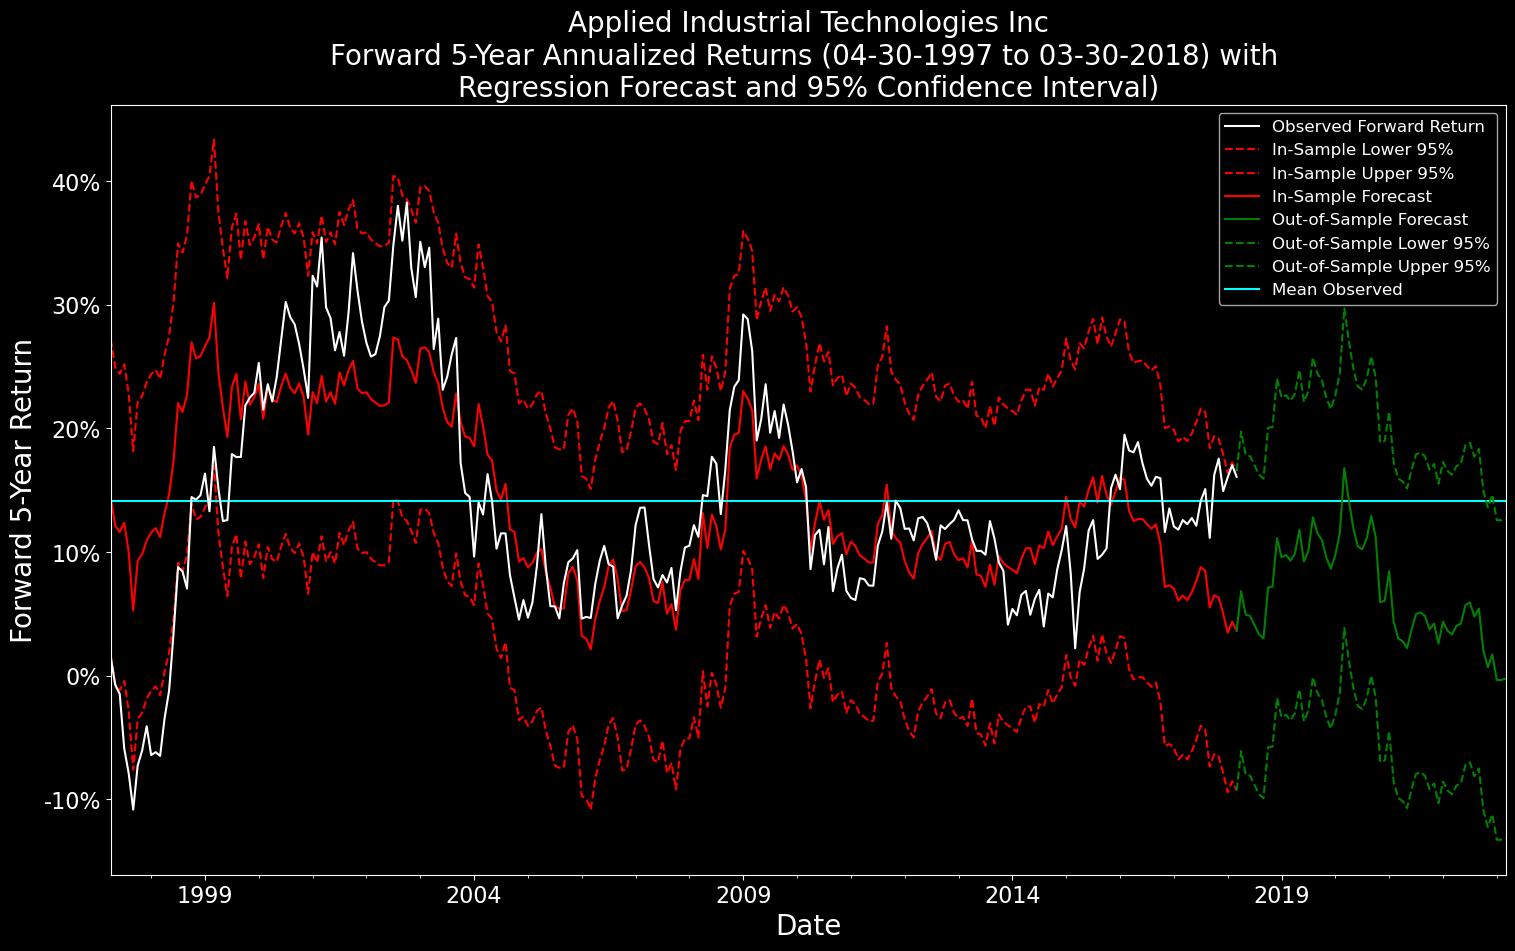 Applied Industrial Technologies Inc
Forward 5-Year Annualized Returns (04-30-1997 to 03-30-2018) with
Regression Forecast and 95% Confidence Interval)
Observed Forward Return
In-Sample Lower 95%
In-Sample Upper 95%
In-Sample Forecast
Out-of-Sample Forecast
Out-of-Sample Lower 95%
Out-of-Sample Upper 95%
Mean Observed
Forward 5-Year Return
40%
30%
20%
10%
0%
-10%
1999
2004
2009
2014
2019
Date